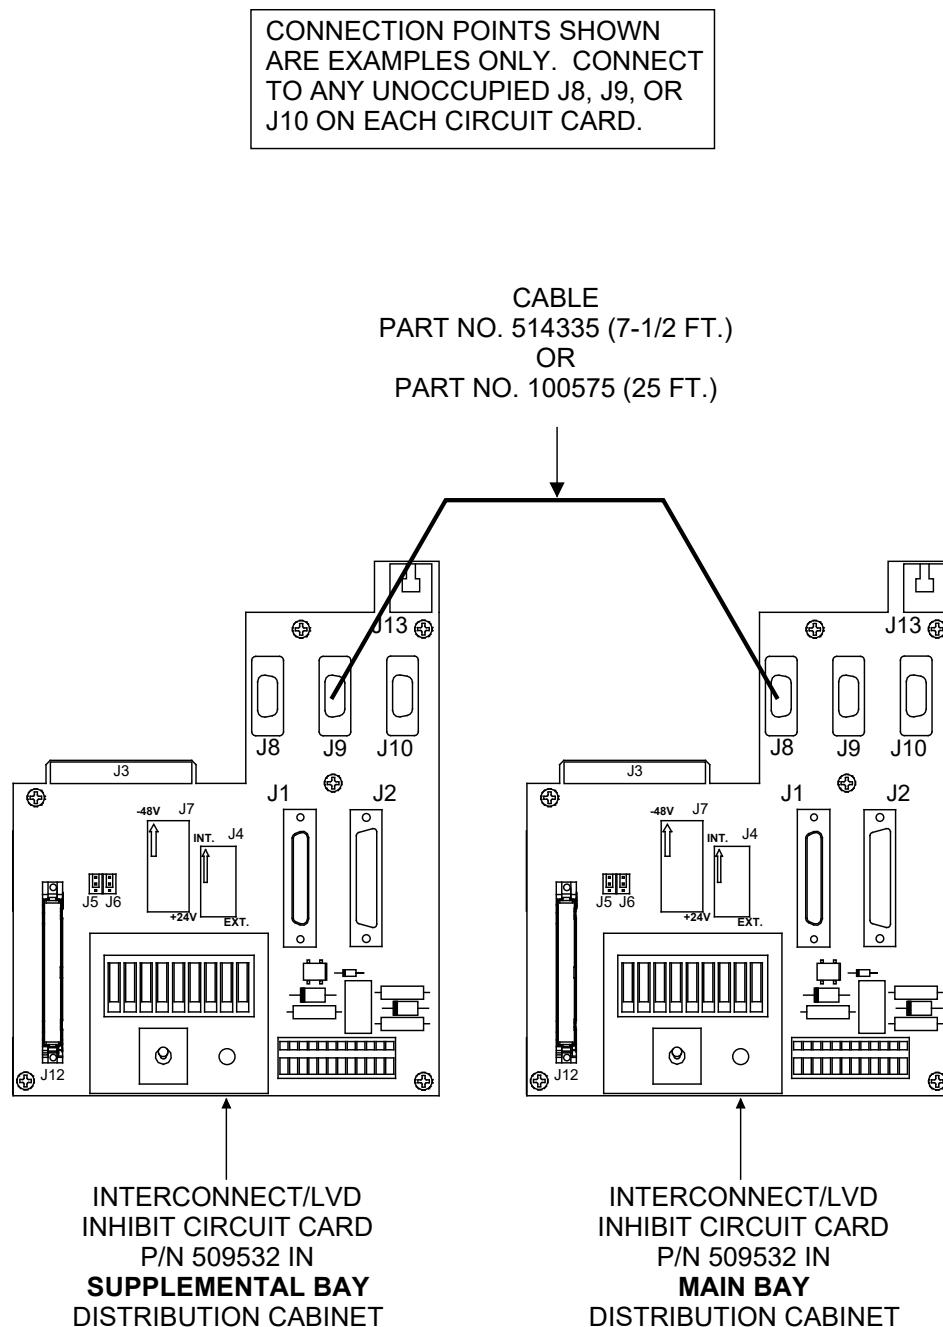 CONNECTION POINTS SHOWN
ARE EXAMPLES ONLY. CONNECT
TO ANY UNOCCUPIED J8, J9, OR
J10 ON EACH CIRCUIT CARD.
CABLE
PART NO. 514335 (7-1/2 FT.)
OR
PART NO. 100575 (25 FT.)
J13
J8
J9
J10
J3
J1
J2
-48V
J7
INT.
J4
J5
J6
+24V
EXT.
J12
INTERCONNECT/LVD
INHIBIT CIRCUIT CARD
P/N 509532 IN
SUPPLEMENTAL BAY
DISTRIBUTION CABINET
J13
J8
J9
J10
J3
J1
J2
-48V
J7
INT.
J4
J5
J6
+24V
EXT.
J12
INTERCONNECT/LVD
INHIBIT CIRCUIT CARD
P/N 509532 IN
MAIN BAY
DISTRIBUTION CABINET